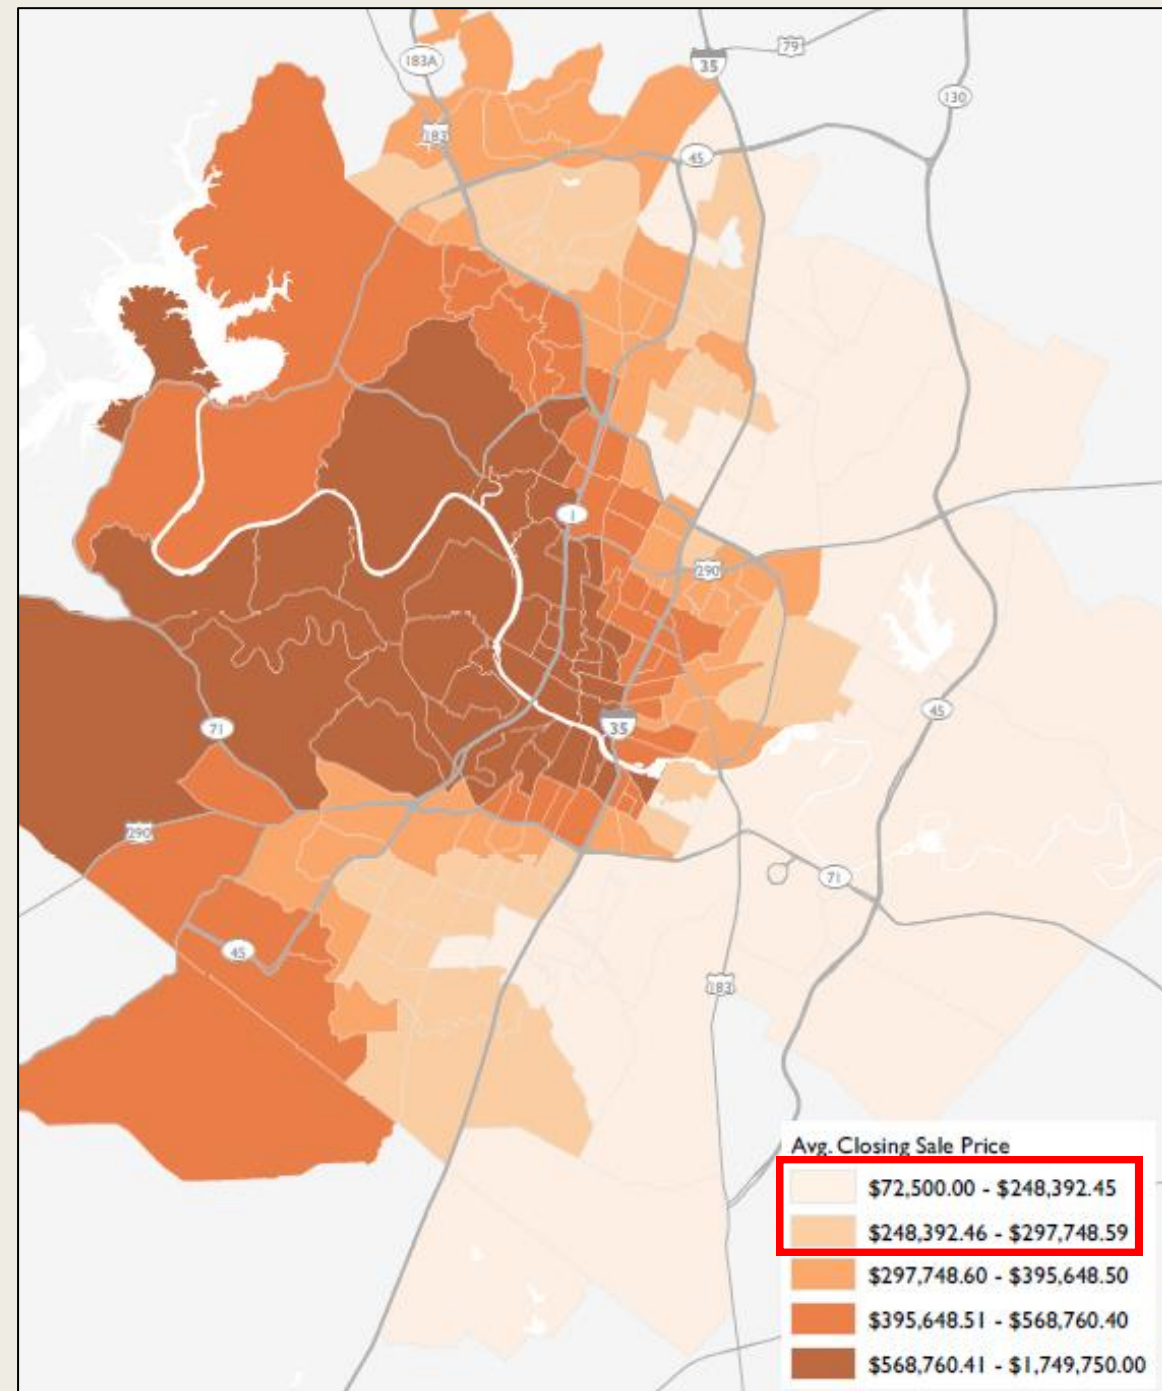 183A
35
79
130
183
45
1
290
45
71
35
290
71
45
183
Avg. Closing Sale Price
$72,500.00 - $248,392.45
$248,392.46 - $297,748.59
$297,748.60 - $395,648.50
$395,648.51 - $568,760.40
$568,760.41 - $1,749,750.00